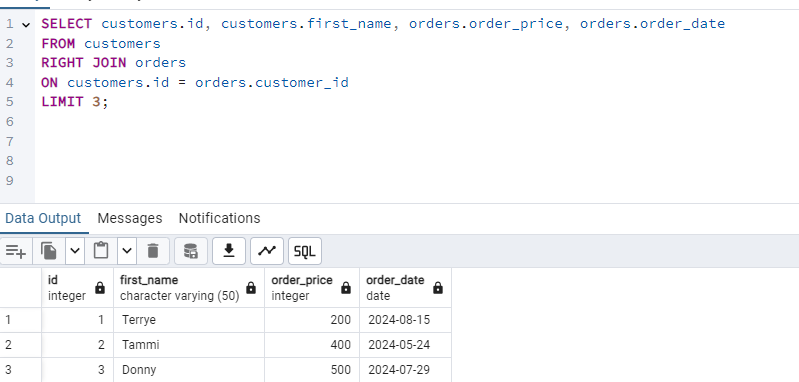 1 SELECT customers.id, customers.first_name, orders.order_price, orders.order_date
2 FROM customers
3 RIGHT JOIN orders
4 ON customers.id = orders.customer_id
5 LIMIT 3;
6
7
8
9
Data Output Messages Notifications
SQL
id first_name order_price order_date
integer character varying (50) integer date
1 1 Terrye 200 2024-08-15
2 2 Tammi 400 2024-05-24
3 3 Donny 500 2024-07-29